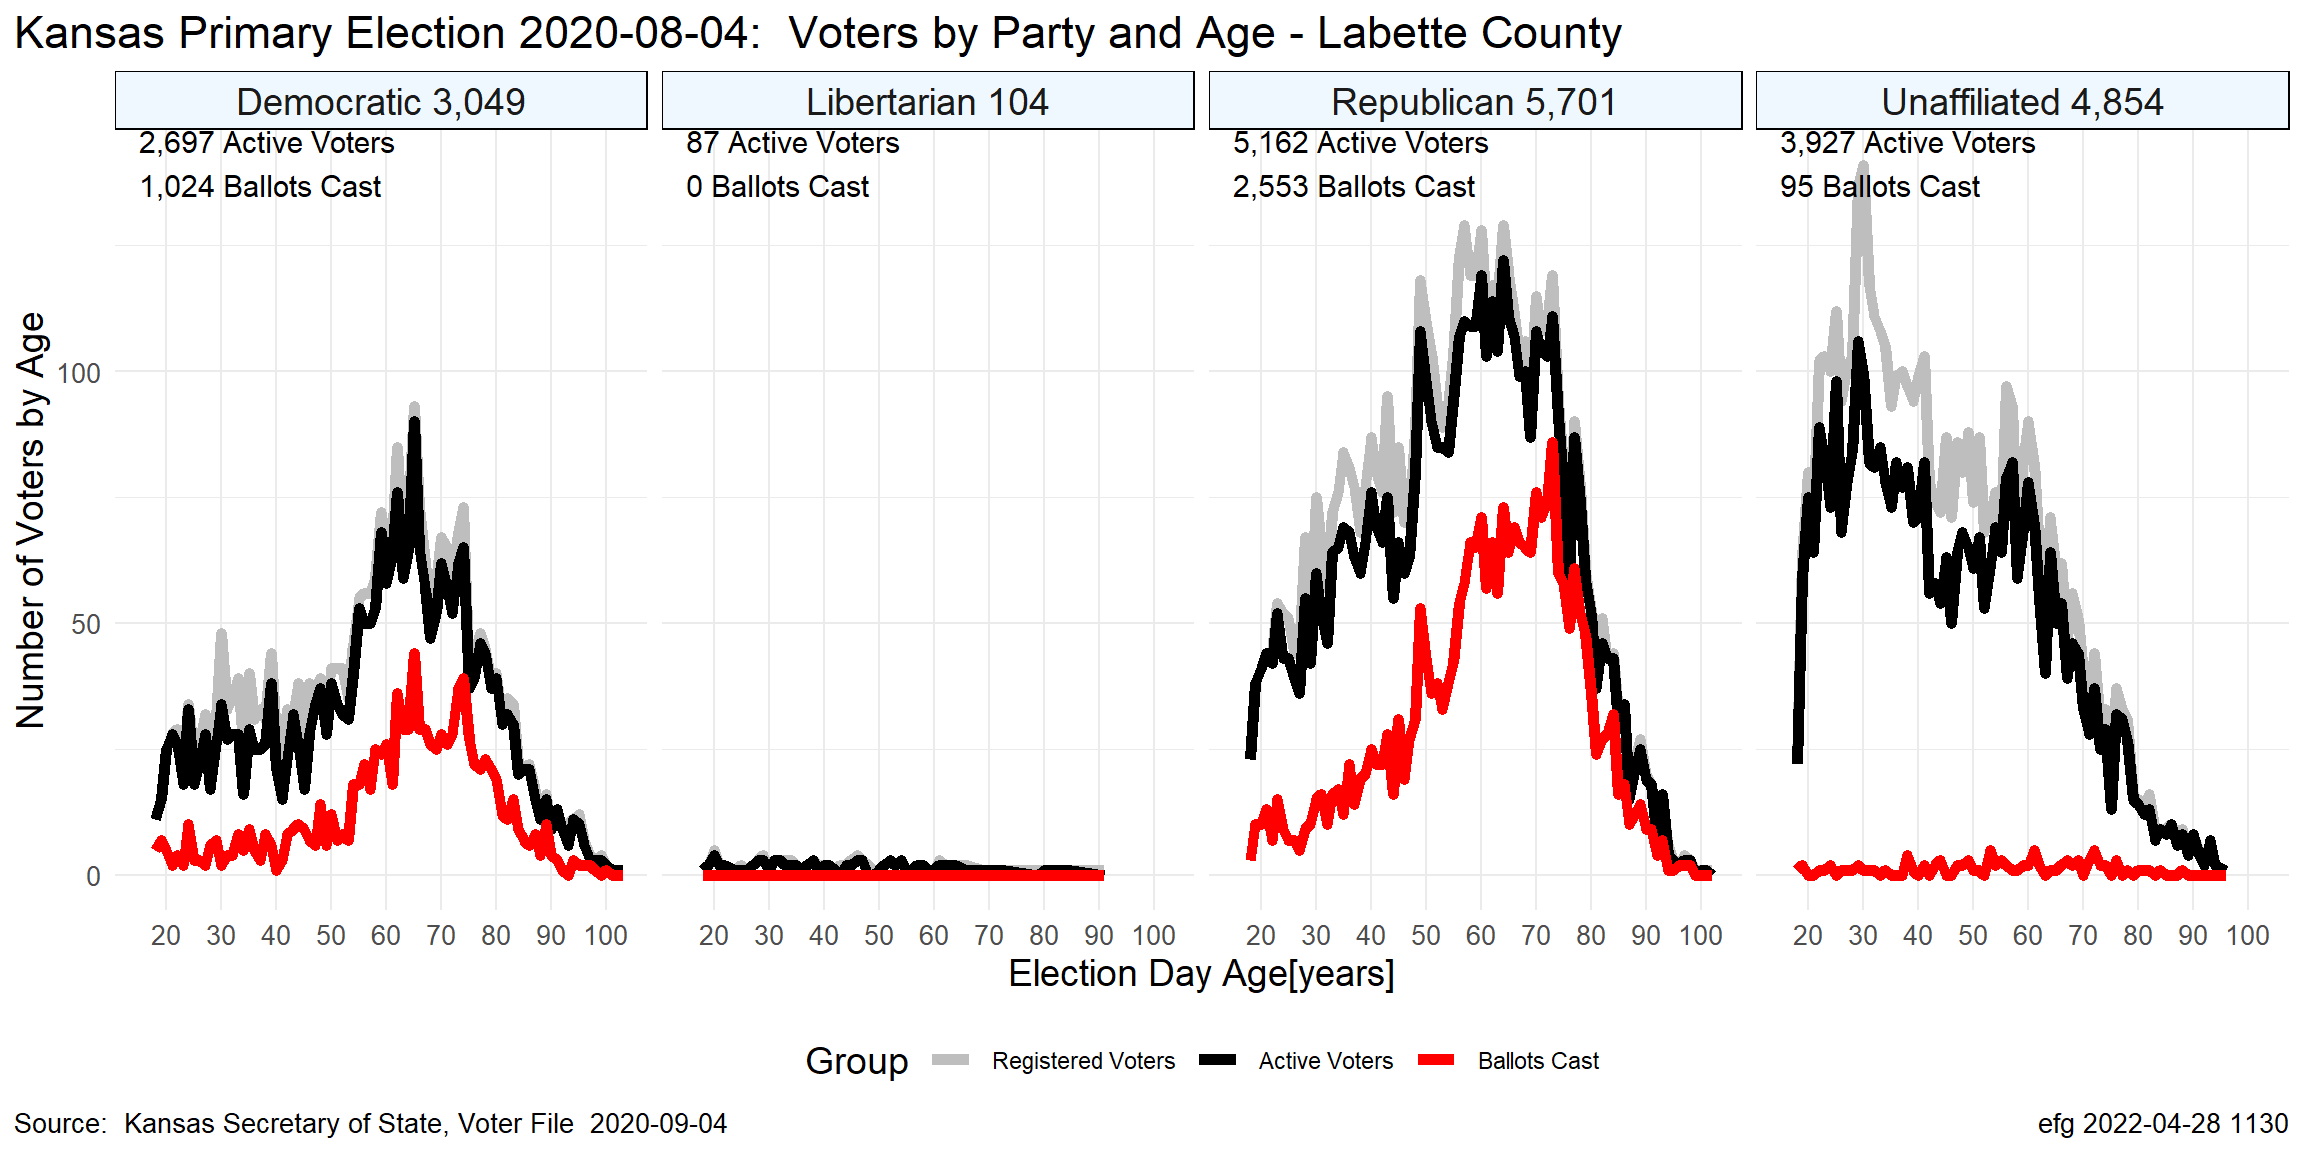 Kansas Primary Election 2020-08-04:  Voters by Party and Age - Labette County
Democratic 3,049
Libertarian 104
Republican 5,701
Unaffiliated 4,854
2,697 Active Voters
1,024 Ballots Cast
87 Active Voters
0 Ballots Cast
5,162 Active Voters
2,553 Ballots Cast
3,927 Active Voters
95 Ballots Cast
Number of Voters by Age
100
50
0
20 30 40 50 60 70 80 90 100
20 30 40 50 60 70 80 90 100
20 30 40 50 60 70 80 90 100
20 30 40 50 60 70 80 90 100
Election Day Age[years]
Group Registered Voters Active Voters Ballots Cast
Source:  Kansas Secretary of State, Voter File  2020-09-04
efg 2022-04-28 1130